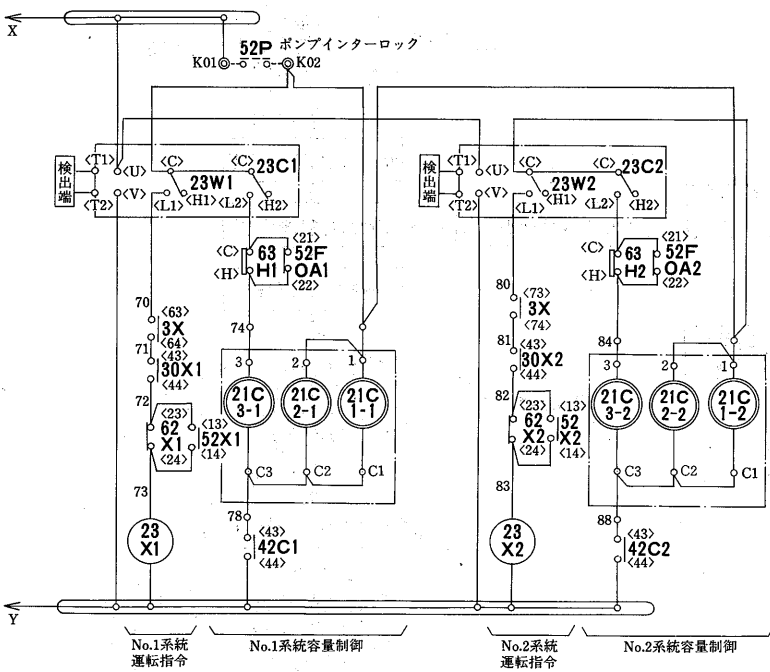 X
52P ポンプインターロック
K01
K02
検出端
<T1>
<U>
<C>
<C>
23C1
23W1
<T2>
<V>
<L1>
<H1>
<L2>
<H2>
検出端
<T1>
<U>
<C>
<C>
23C2
23W2
<T2>
<V>
<L1>
<H1>
<L2>
<H2>
<C>
63
H1
<H>
<21>
52F
OA1
<22>
<C>
63
H2
<H>
<21>
52F
OA2
<22>
70
<63>
3X
<64>
71
<43>
30X1
<44>
72
<23>
62
X1
<24>
<13>
52X1
<14>
73
23
X1
74
3
2
1
21C
3-1
21C
2-1
21C
1-1
C3
C2
C1
78
<43>
42C1
<44>
80
<73>
3X
<74>
81
<43>
30X2
<44>
82
<23>
62
X2
<24>
<13>
52
X2
<14>
83
23
X2
84
3
2
1
21C
3-2
21C
2-2
21C
1-2
C3
C2
C1
88
<43>
42C2
<44>
Y
No.1系統
運転指令
No.1系統容量制御
No.2系統
運転指令
No.2系統容量制御